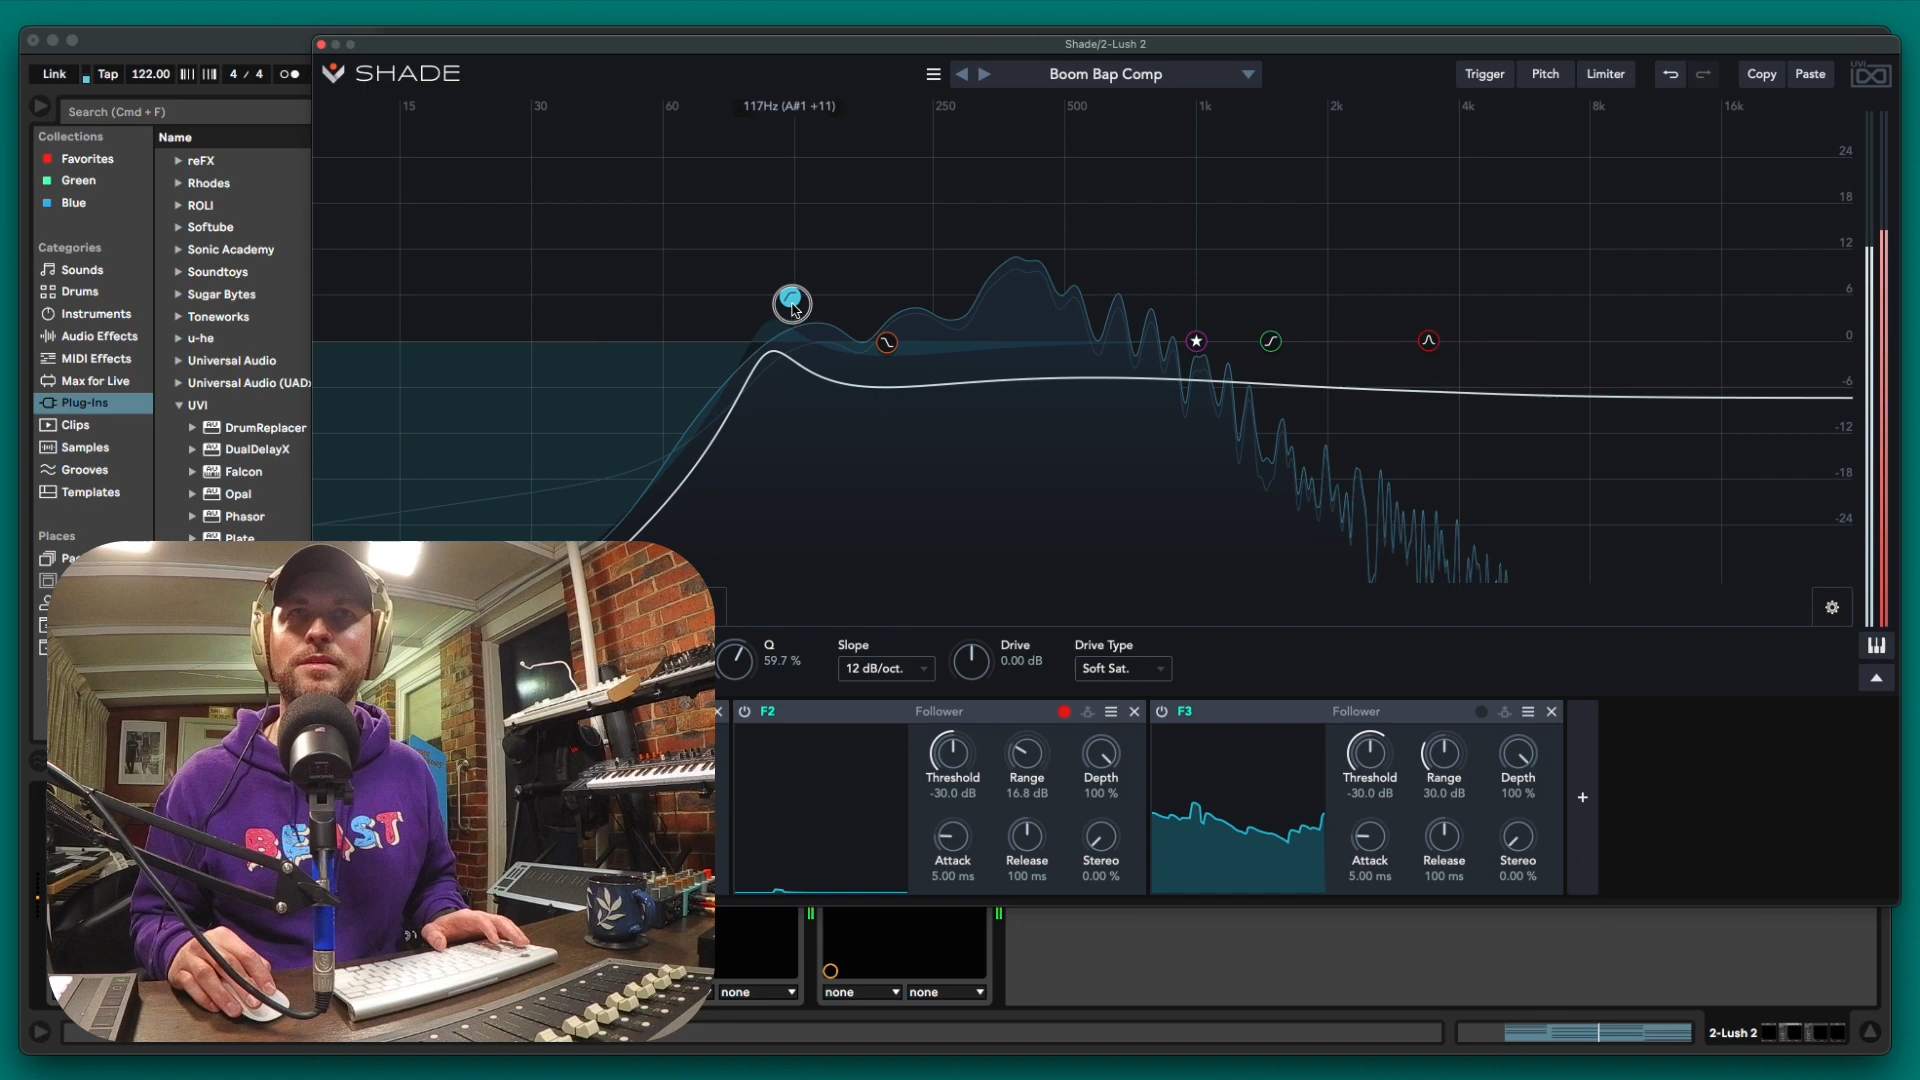 Shade/2-Lush 2
Link Tap 122.00 4 / 4
SHADE
Boom Bap Comp
Trigger Pitch Limiter Copy Paste
UVI
Search (Cmd + F)
15 30 60 117Hz (A#1 +11) 250 500 1k 2k 4k 8k 16k
Collections
Favorites
Green
Blue
Categories
Sounds
Drums
Instruments
Audio Effects
MIDI Effects
Max for Live
Plug-Ins
Clips
Samples
Grooves
Templates
Places
Pac
Name
reFX
Rhodes
ROLI
Softube
Sonic Academy
Soundtoys
Sugar Bytes
Toneworks
u-he
Universal Audio
Universal Audio (UAD
UVI
DrumReplacer
DualDelayX
Falcon
Opal
Phasor
Plate
24
18
12
6
0
-6
-12
-18
-24
Q
59.7 %
Slope
12 dB/oct.
Drive
0.00 dB
Drive Type
Soft Sat.
F2 Follower
Threshold Range Depth
-30.0 dB 16.8 dB 100 %
Attack Release Stereo
5.00 ms 100 ms 0.00 %
F3 Follower
Threshold Range Depth
-30.0 dB 30.0 dB 100 %
Attack Release Stereo
5.00 ms 100 ms 0.00 %
+
BEAST
none none none
2-Lush 2